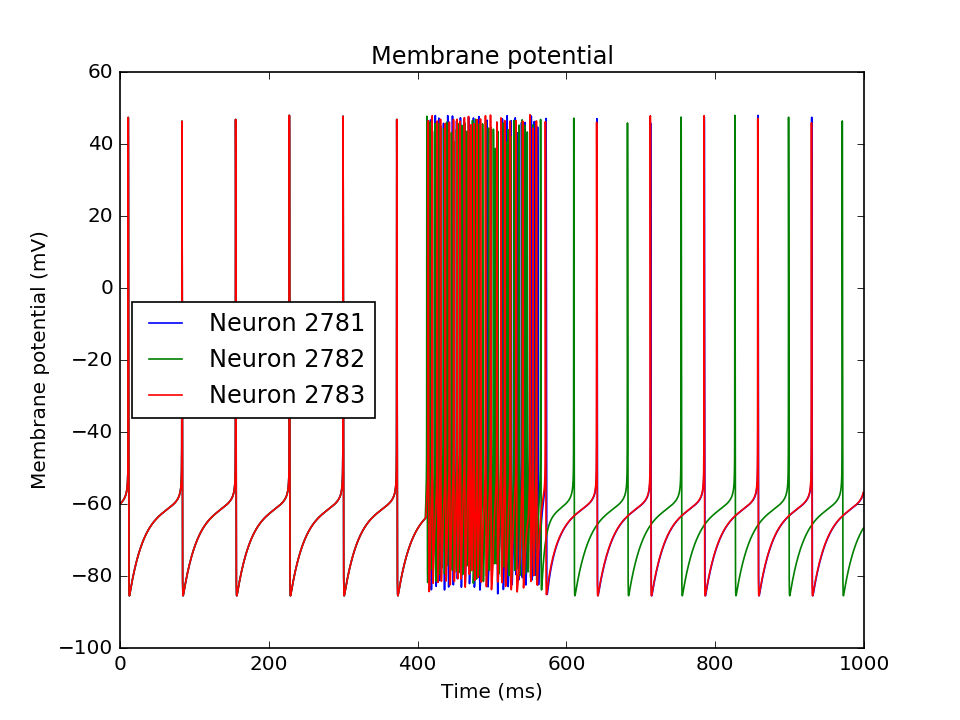 Membrane potential
Membrane potential (mV)
60
40
20
0
−20
−40
−60
−80
−100
Neuron 2781
Neuron 2782
Neuron 2783
0 200 400 600 800 1000
Time (ms)